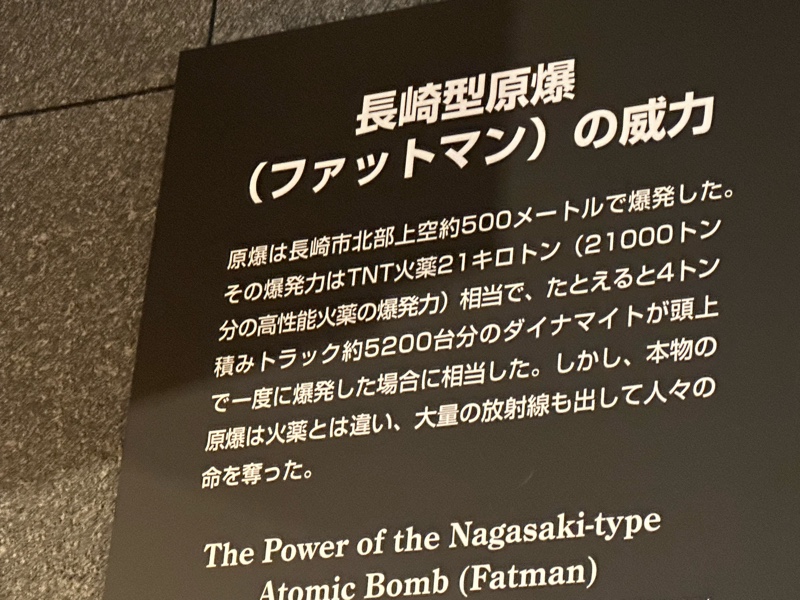 長崎型原爆
（ファットマン）の威力
原爆は長崎市北部上空約500メートルで爆発した。
その爆発力はTNT火薬21キロトン（21000トン
分の高性能火薬の爆発力）相当で、たとえると4トン
積みトラック約5200台分のダイナマイトが頭上
で一度に爆発した場合に相当した。しかし、本物の
原爆は火薬とは違い、大量の放射線も出して人々の
命を奪った。
The Power of the Nagasaki-type
Atomic Bomb (Fatman)